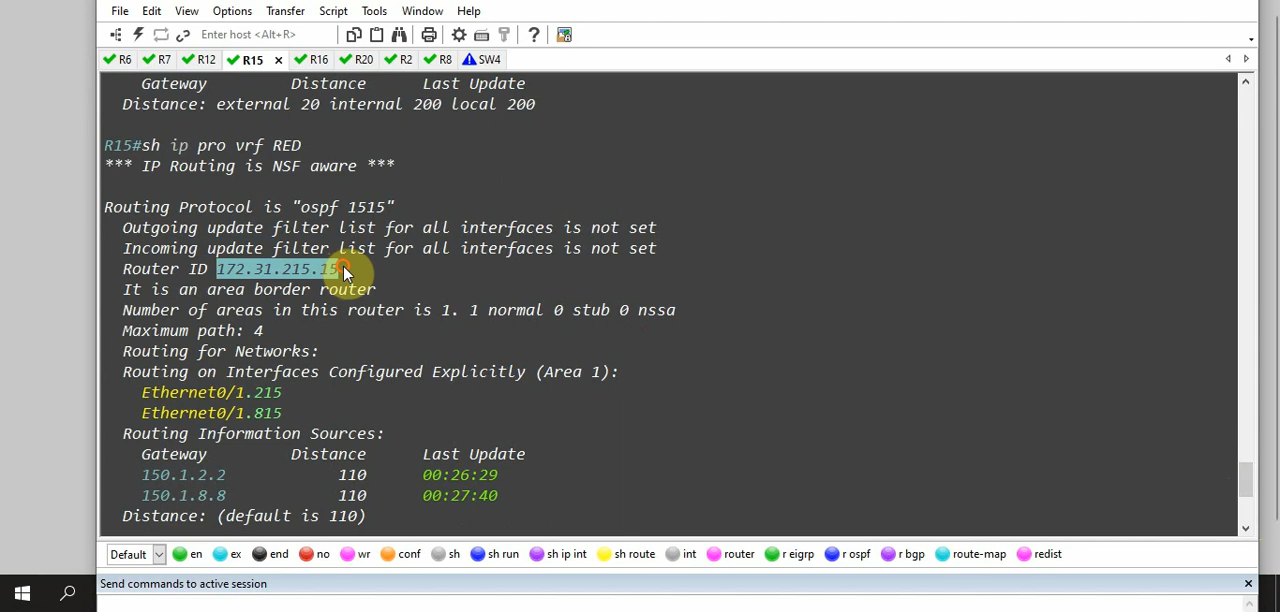 File Edit View Options Transfer Script Tools Window Help
Enter host <Alt+R>
R6 R7 R12 R15 × R16 R20 R2 R8 SW4
Gateway Distance Last Update
Distance: external 20 internal 200 local 200
R15#sh ip pro vrf RED
*** IP Routing is NSF aware ***
Routing Protocol is "ospf 1515"
Outgoing update filter list for all interfaces is not set
Incoming update filter list for all interfaces is not set
Router ID 172.31.215.15
It is an area border router
Number of areas in this router is 1. 1 normal 0 stub 0 nssa
Maximum path: 4
Routing for Networks:
Routing on Interfaces Configured Explicitly (Area 1):
Ethernet0/1.215
Ethernet0/1.815
Routing Information Sources:
Gateway Distance Last Update
150.1.2.2 110 00:26:29
150.1.8.8 110 00:27:40
Distance: (default is 110)
Default en ex end no wr conf sh sh run sh ip int sh route int router r eigrp r ospf r bgp route-map redist
Send commands to active session